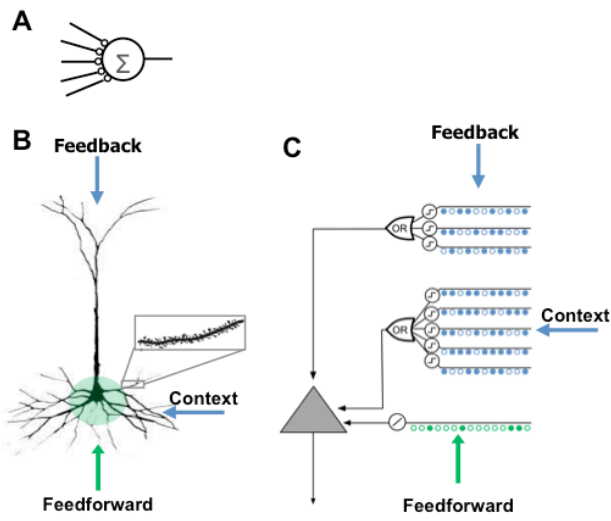 A
Σ
B
Feedback
Context
Feedforward
C
Feedback
OR
OR
Context
Feedforward